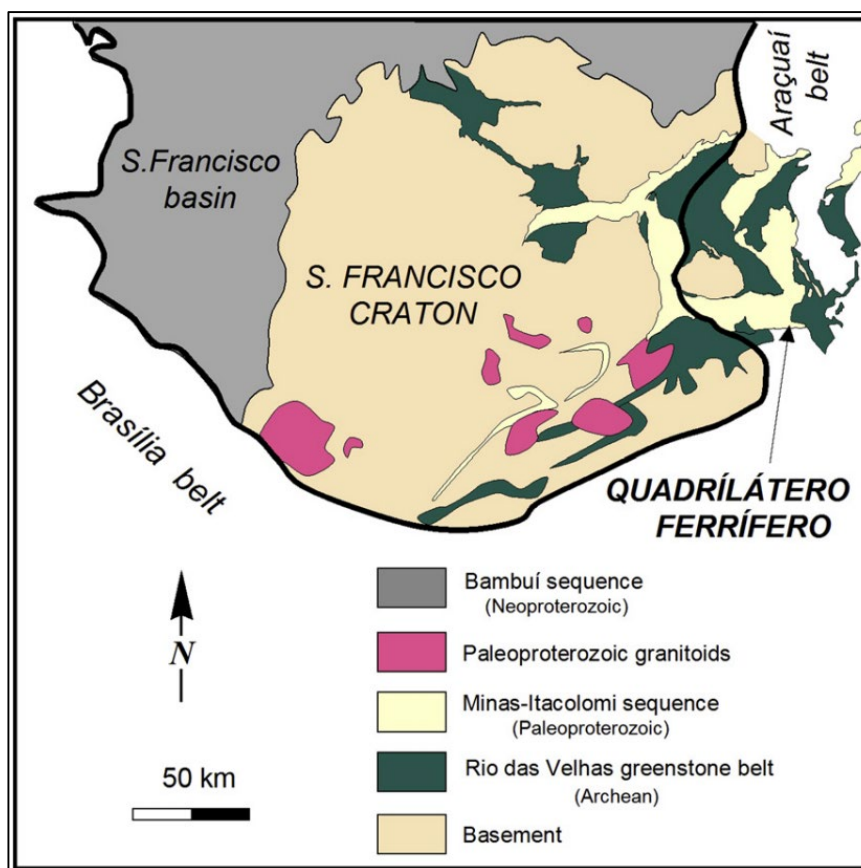 Araçuaí
belt
S.Francisco
basin
S. FRANCISCO
CRATON
Brasília belt
QUADRÍLÁTERO
FERRÍFERO
N
50 km
Bambuí sequence
(Neoproterozoic)
Paleoproterozoic granitoids
Minas-Itacolomi sequence
(Paleoproterozoic)
Rio das Velhas greenstone belt
(Archean)
Basement